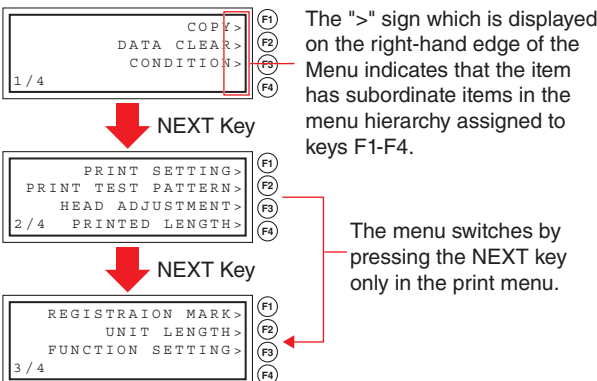 COPY>
DATA CLEAR>
CONDITION>
1/4
F1
F2
F3
F4
The ">" sign which is displayed
on the right-hand edge of the
Menu indicates that the item
has subordinate items in the
menu hierarchy assigned to
keys F1-F4.
NEXT Key
PRINT SETTING>
PRINT TEST PATTERN>
HEAD ADJUSTMENT>
2/4 PRINTED LENGTH>
F1
F2
F3
F4
The menu switches by
pressing the NEXT key
only in the print menu.
NEXT Key
REGISTRAION MARK>
UNIT LENGTH>
FUNCTION SETTING>
3/4
F1
F2
F3
F4